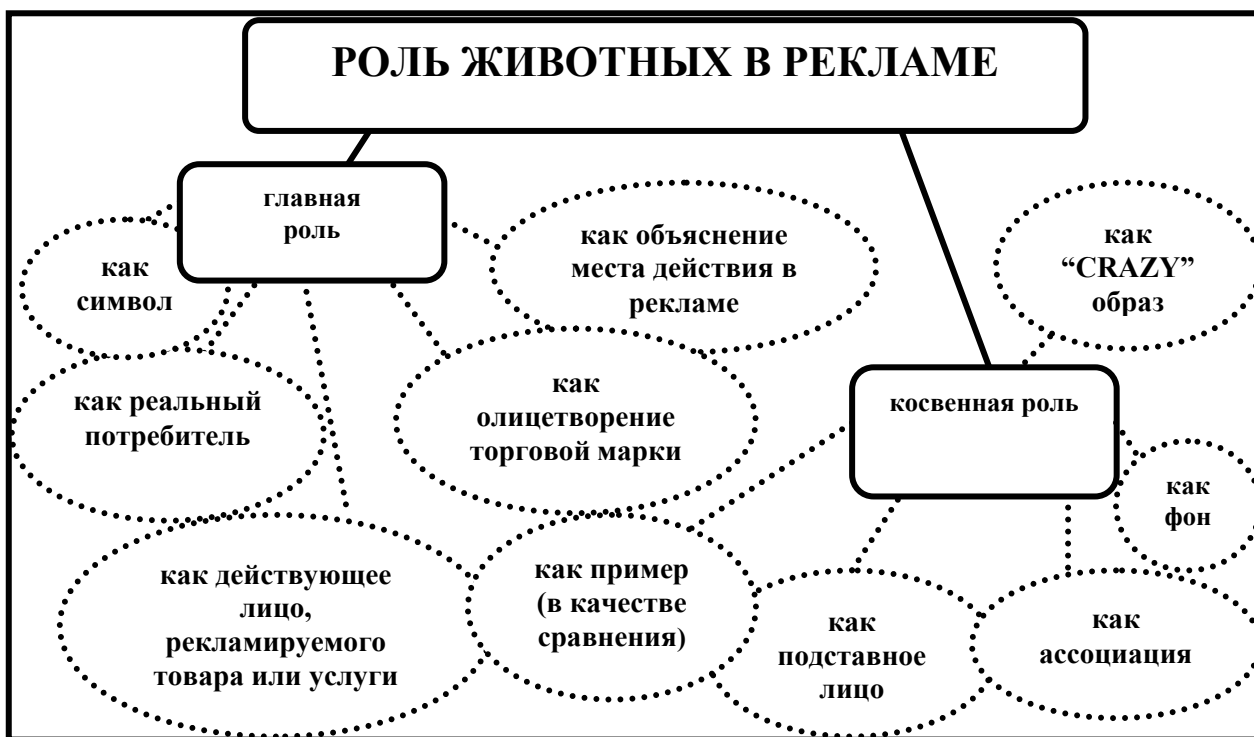 РОЛЬ ЖИВОТНЫХ В РЕКЛАМЕ
главная
роль
как
символ
как объяснение
места действия в
рекламе
как
“CRAZY”
образ
как реальный
потребитель
как
олицетворение
торговой марки
косвенная роль
как
фон
как действующее
лицо,
рекламируемого
товара или услуги
как пример
(в качестве
сравнения)
как
подставное
лицо
как
ассоциация